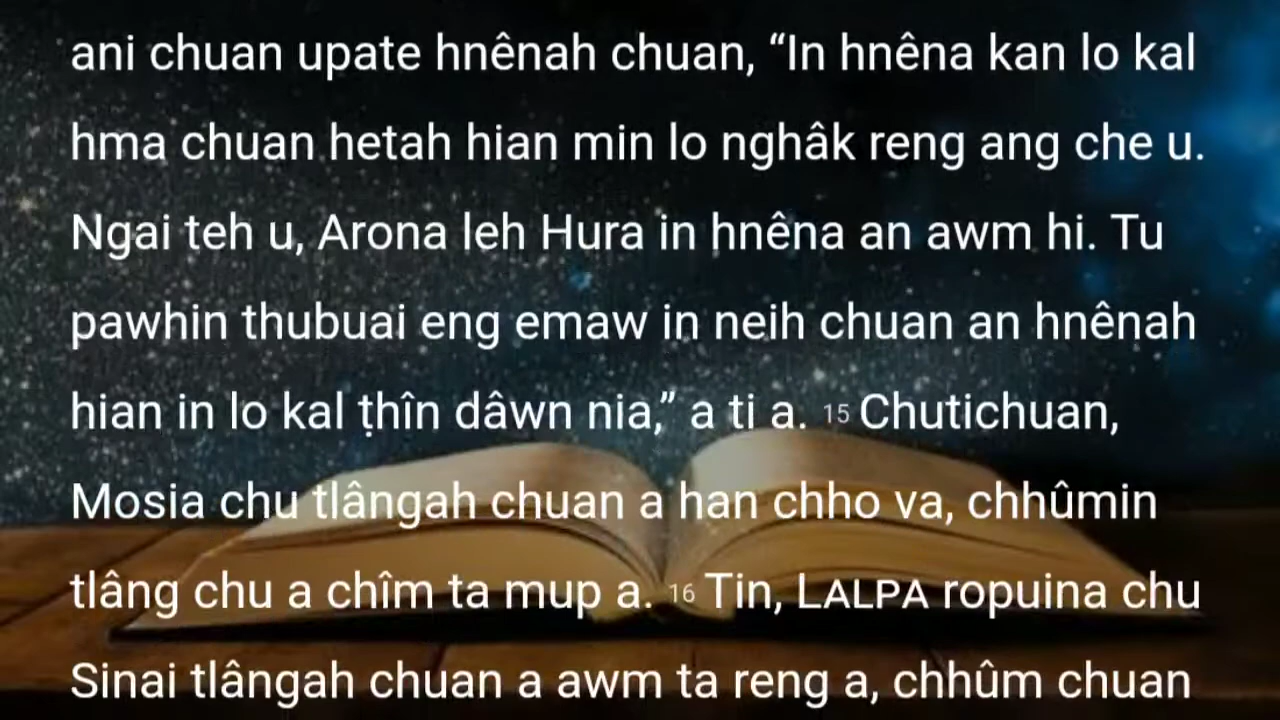 ani chuan upate hnênah chuan, “In hnêna kan lo kal
hma chuan hetah hian min lo nghâk reng ang che u.
Ngai teh u, Arona leh Hura in hnêna an awm hi. Tu
pawhin thubuai eng emaw in neih chuan an hnênah
hian in lo kal ṭhîn dâwn nia,” a ti a. 15 Chutichuan,
Mosia chu tlângah chuan a han chho va, chhûmin
tlâng chu a chîm ta mup a. 16 Tin, LALPA ropuina chu
Sinai tlângah chuan a awm ta reng a, chhûm chuan